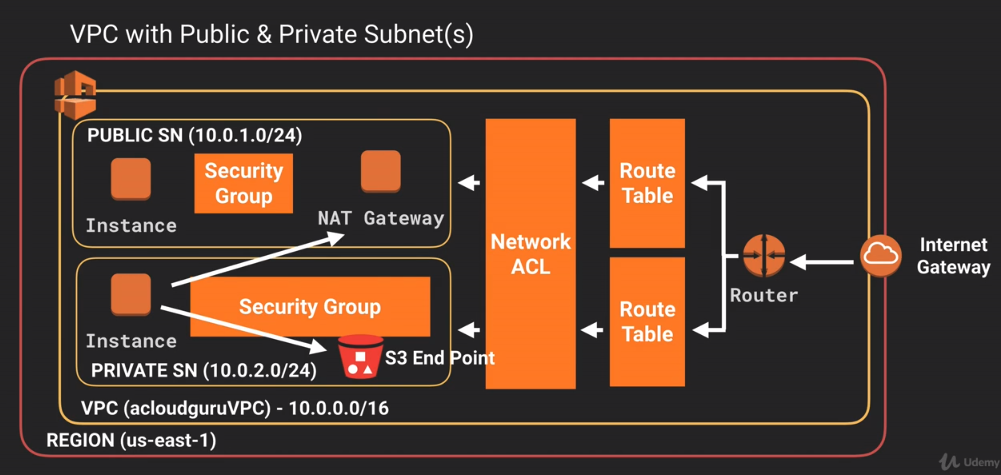 VPC with Public & Private Subnet(s)
PUBLIC SN (10.0.1.0/24)
Instance
Security
Group
NAT Gateway
Instance
Security Group
S3 End Point
PRIVATE SN (10.0.2.0/24)
Network
ACL
Route
Table
Route
Table
Router
Internet
Gateway
VPC (acloudguruVPC) - 10.0.0.0/16
REGION (us-east-1)
Udemy